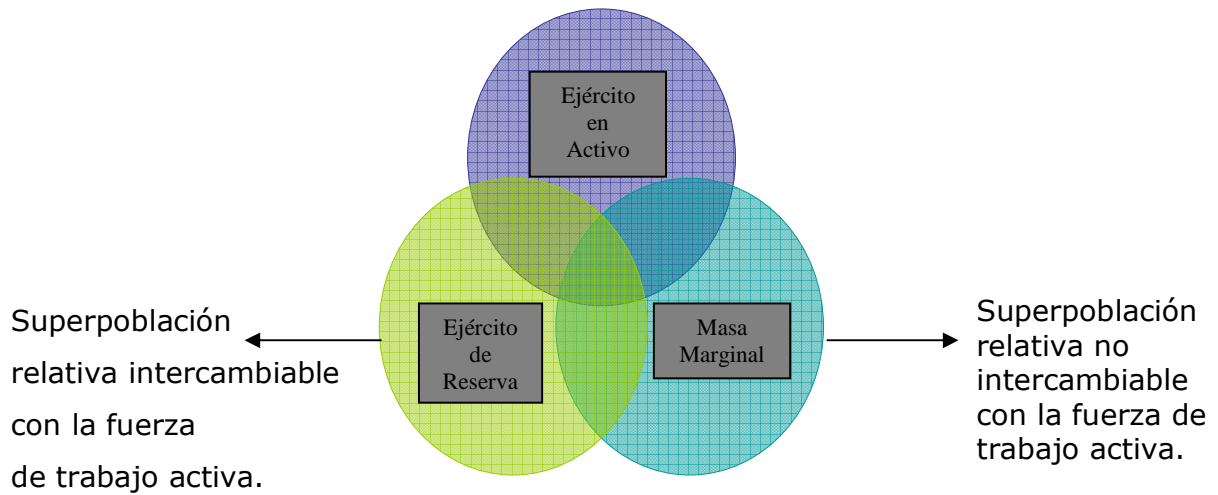 Ejército
en
Activo
Ejército
de
Reserva
Masa
Marginal
Superpoblación
relativa intercambiable
con la fuerza
de trabajo activa.
Superpoblación
relativa no
intercambiable
con la fuerza de
trabajo activa.